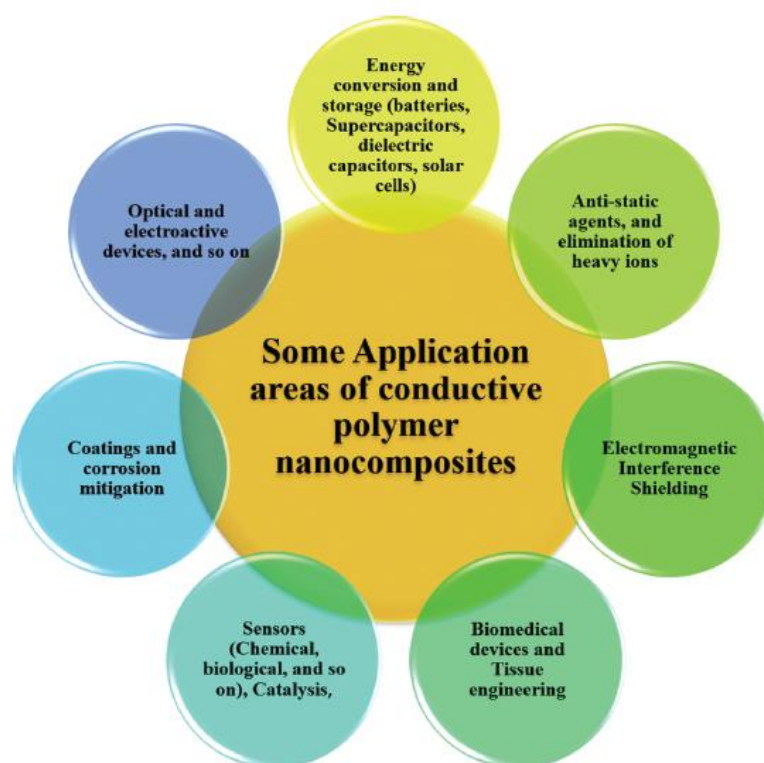 Energy
conversion and
storage (batteries,
Supercapacitors,
dielectric
capacitors, solar
cells)
Anti-static
agents, and
elimination of
heavy ions
Electromagnetic
Interference
Shielding
Biomedical
devices and
Tissue
engineering
Sensors
(Chemical,
biological, and so
on), Catalysis,
Coatings and
corrosion
mitigation
Optical and
electroactive
devices, and so on
Some Application
areas of conductive
polymer
nanocomposites